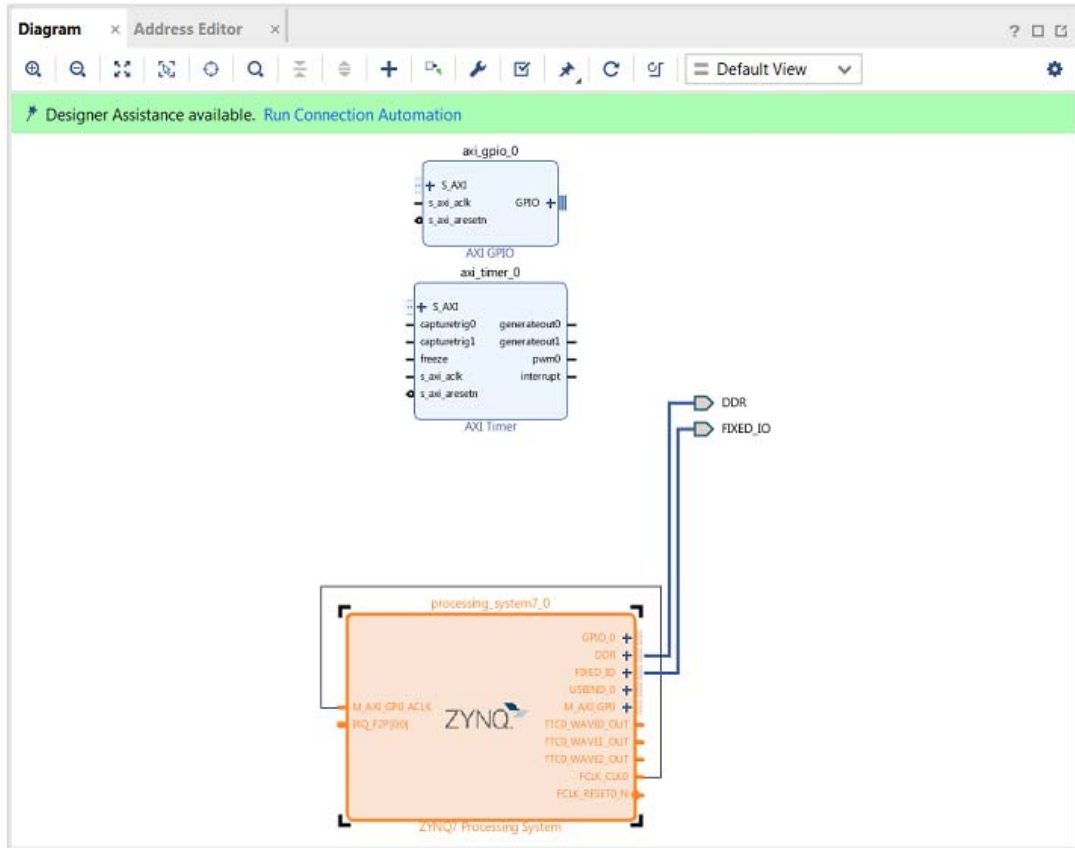 Diagram × Address Editor ×
Default View
Designer Assistance available. Run Connection Automation
axi_gpio_0
S_AXI
s_axi_aclk GPIO
s_axi_aresetn
AXI GPIO
axi_timer_0
S_AXI
capturetrig0 generateout0
capturetrig1 generateout1
freeze pwm0
s_axi_aclk interrupt
s_axi_aresetn
AXI Timer
DDR
FIXED_IO
processing_system7_0
GPIO_0
DDR
FIXED_IO
USBIND_0
M_AXI_GP0_ACLK M_AXI_GP0
IRQ_F2P[0:0] ZYNQ TTC0_WAVE0_OUT
TTC0_WAVE1_OUT
TTC0_WAVE2_OUT
FCLK_CLK0
FCLK_RESET0_N
ZYNQ7 Processing System